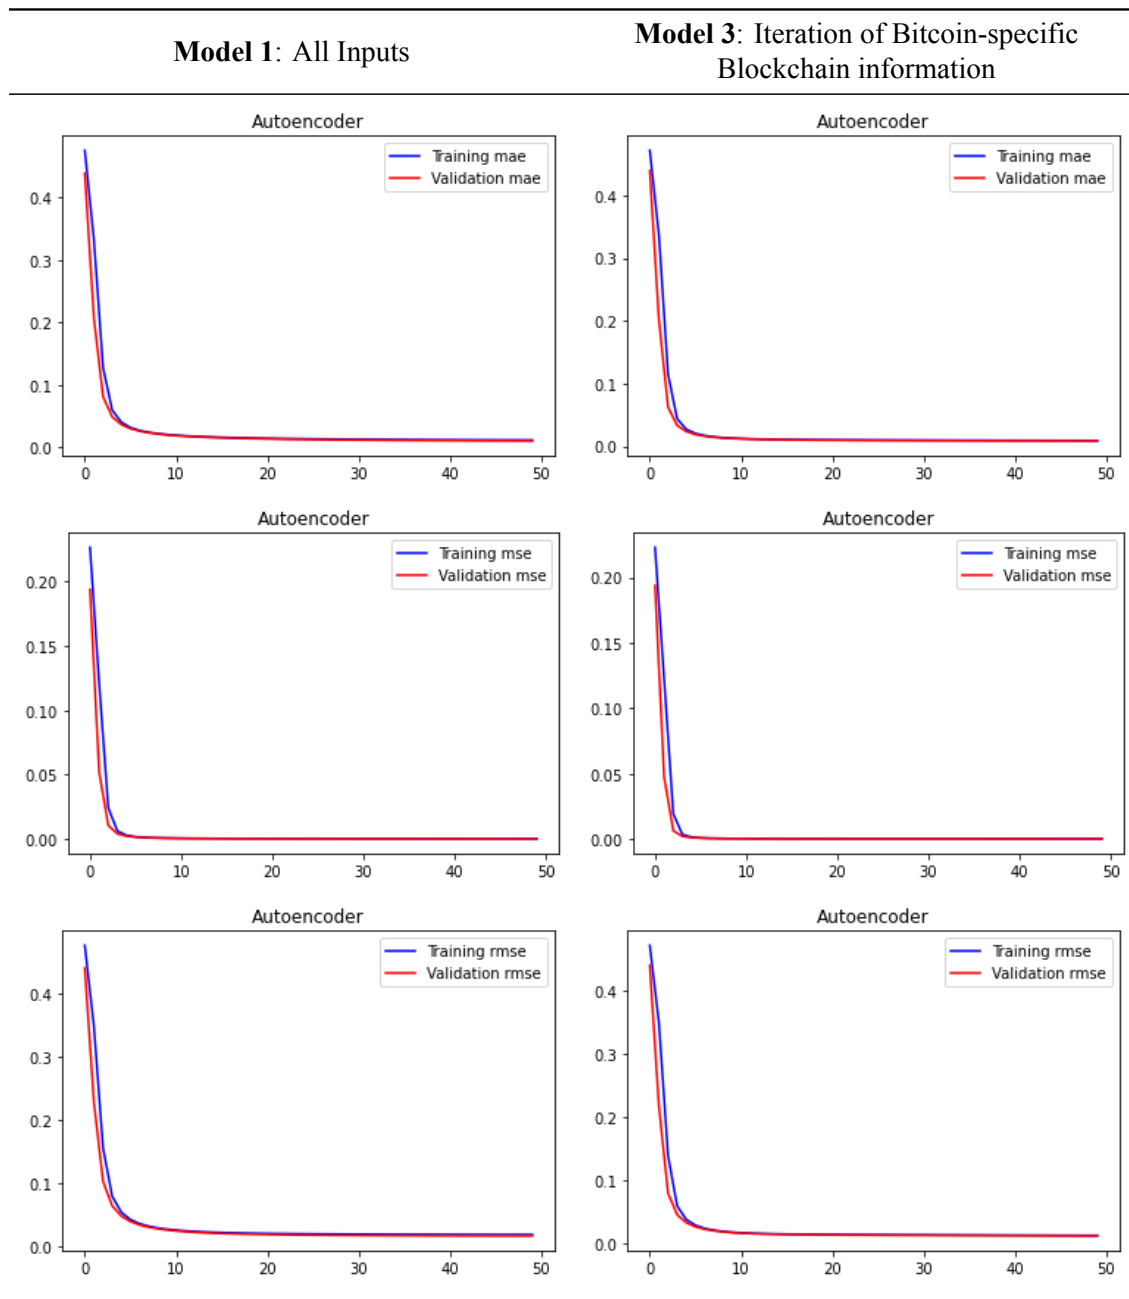 Model 1: All Inputs
Model 3: Iteration of Bitcoin-specific
Blockchain information
Autoencoder
Training mae
Validation mae
0.4
0.3
0.2
0.1
0.0
0 10 20 30 40 50
Autoencoder
Training mae
Validation mae
0.4
0.3
0.2
0.1
0.0
0 10 20 30 40 50
Autoencoder
Training mse
Validation mse
0.20
0.15
0.10
0.05
0.00
0 10 20 30 40 50
Autoencoder
Training mse
Validation mse
0.20
0.15
0.10
0.05
0.00
0 10 20 30 40 50
Autoencoder
Training rmse
Validation rmse
0.4
0.3
0.2
0.1
0.0
0 10 20 30 40 50
Autoencoder
Training rmse
Validation rmse
0.4
0.3
0.2
0.1
0.0
0 10 20 30 40 50